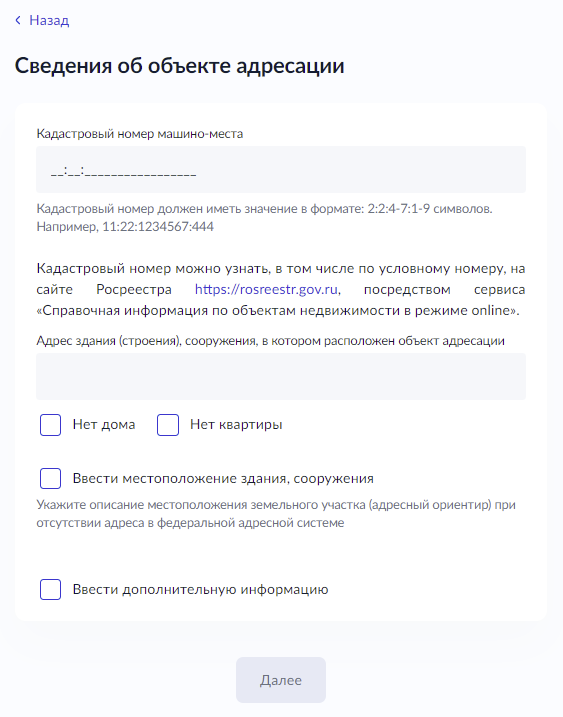 Назад
Сведения об объекте адресации
Кадастровый номер машино-места
__:__:_________________
Кадастровый номер должен иметь значение в формате: 2:2:4-7:1-9 символов.
Например, 11:22:1234567:444
Кадастровый номер можно узнать, в том числе по условному номеру, на
сайте Росреестра https://rosreestr.gov.ru, посредством сервиса
«Справочная информация по объектам недвижимости в режиме online».
Адрес здания (строения), сооружения, в котором расположен объект адресации
Нет дома Нет квартиры
Ввести местоположение здания, сооружения
Укажите описание местоположения земельного участка (адресный ориентир) при
отсутствии адреса в федеральной адресной системе
Ввести дополнительную информацию
Далее